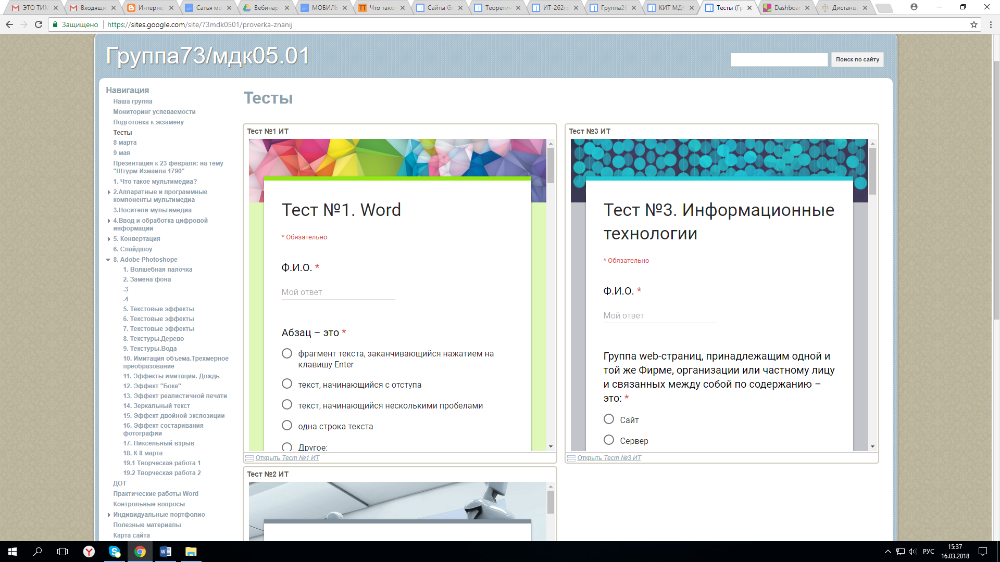 ЭТО ТИМ
Входящи
Интерне
Сатья мо
Вебинар
МОБИЛЬ
Что тако
Сайты Go
Теоретич
ИТ-262гр
Группа26
КИТ МДК
Тесты (Гр
Dashboa
Дистанц
Защищено
https://sites.google.com/site/73mdk0501/proverka-znanij
Группа73/мдк05.01
Поиск по сайту
Навигация
Наша группа
Мониторинг успеваемости
Подготовка к экзамену
Тесты
8 марта
9 мая
Презентация к 23 февраля: на тему
"Штурм Измаила 1790"
1. Что такое мультимедиа?
2.Аппаратные и программные
компоненты мультимедиа
3.Носители мультимедиа
4.Ввод и обработка цифровой
информации
5. Конвертация
6. Слайдшоу
8. Adobe Photoshope
1. Волшебная палочка
2. Замена фона
.3
.4
5. Текстовые эффекты
6. Текстовые эффекты
7. Текстовые эффекты
8. Текстуры.Дерево
9. Текстуры.Вода
10. Имитация объема.Трехмерное
преобразование
11. Эффекты имитации. Дождь
12. Эффект "Боке"
13. Эффект реалистичной печати
14. Зеркальный текст
15. Эффект двойной экспозиции
16. Эффект состаривания
фотографии
17. Пиксельный взрыв
18. К 8 марта
19.1 Творческая работа 1
19.2 Творческая работа 2
ДОТ
Практические работы Word
Контрольные вопросы
Индивидуальные портфолио
Полезные материалы
Карта сайта
Тесты
Тест №1 ИТ
Тест №1. Word
* Обязательно
Ф.И.О. *
Мой ответ
Абзац – это *
фрагмент текста, заканчивающийся нажатием на
клавишу Enter
текст, начинающийся с отступа
текст, начинающийся несколькими пробелами
одна строка текста
Другое:
Открыть Тест №1 ИТ
Тест №3 ИТ
Тест №3. Информационные
технологии
* Обязательно
Ф.И.О. *
Мой ответ
Группа web-страниц, принадлежащим одной и
той же Фирме, организации или частному лицу
и связанных между собой по содержанию –
это: *
Сайт
Сервер
Открыть Тест №3 ИТ
Тест №2 ИТ
РУС
15:37
16.03.2018